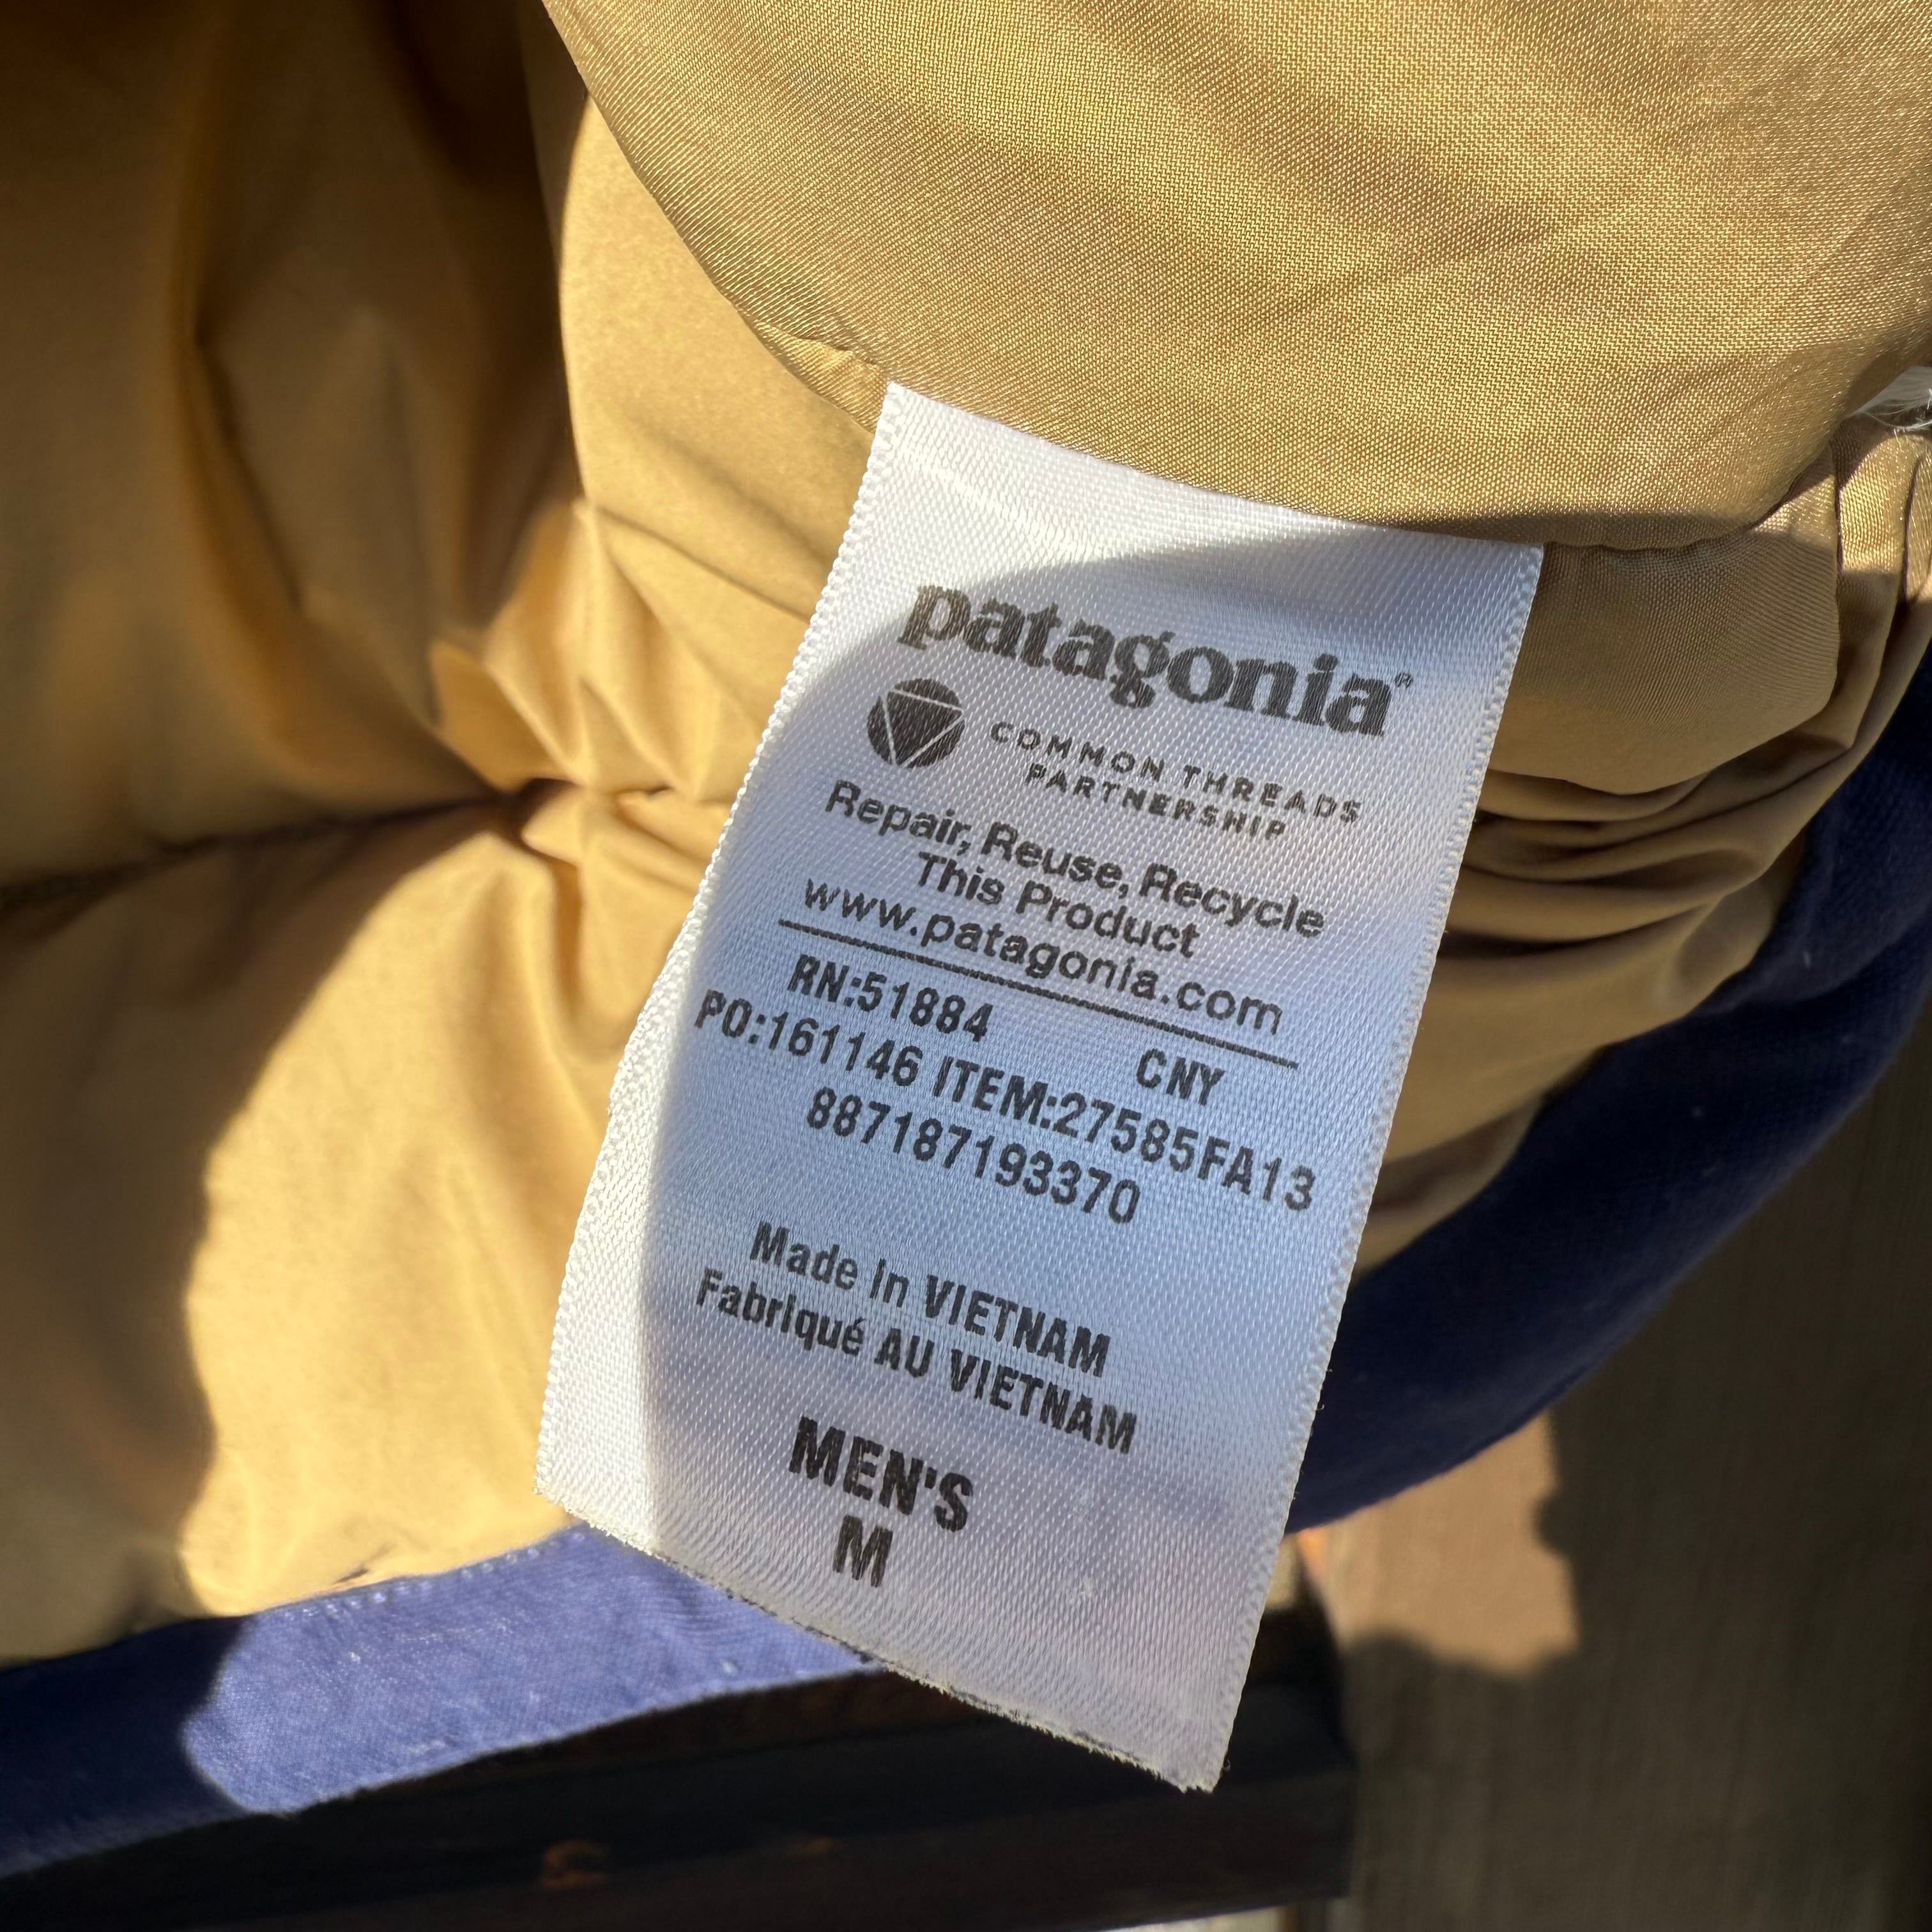 patagonia®
COMMON THREADS
PARTNERSHIP
Repair, Reuse, Recycle
This Product
www.patagonia.com
RN:51884 CNY
PO:161146 ITEM:27585FA13
887187193370
Made in VIETNAM
Fabriqué AU VIETNAM
MEN'S
M